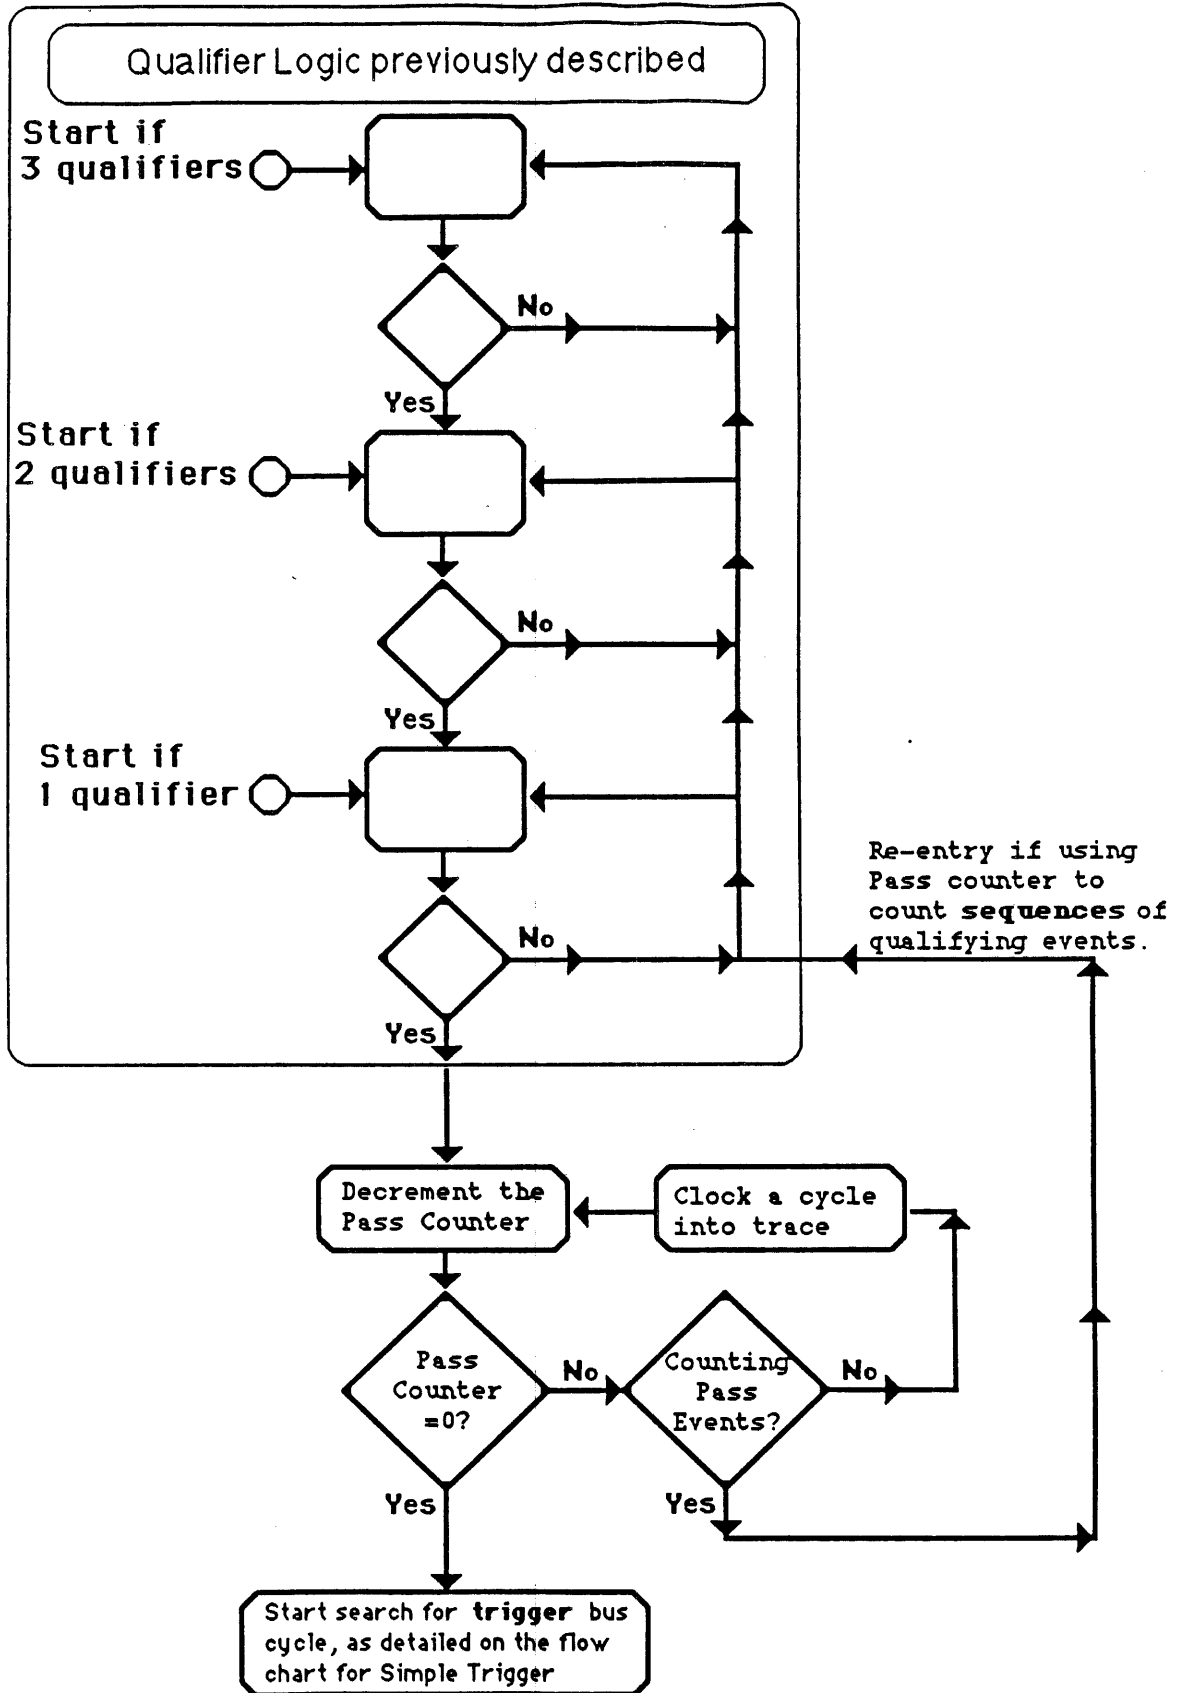 Qualifier Logic previously described
Start if
3 qualifiers
No
Yes
Start if
2 qualifiers
No
Yes
Start if
1 qualifier
Re-entry if using
Pass counter to
count sequences of
qualifying events.
No
Yes
Decrement the
Pass Counter
Clock a cycle
into trace
Pass
Counter
=0?
No
Counting
Pass
Events?
No
Yes
Yes
Start search for trigger bus
cycle, as detailed on the flow
chart for Simple Trigger